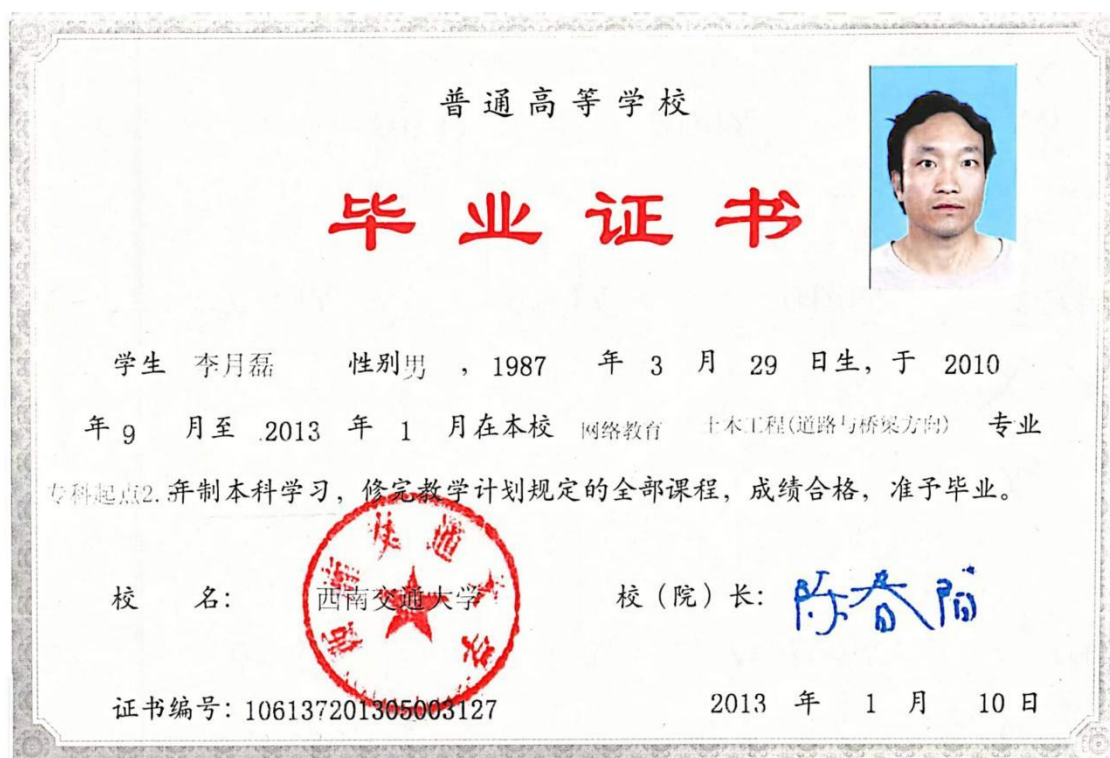 普通高等学校
毕业证书
学生 李月磊 性别男 , 1987 年 3 月 29 日生, 于 2010
年 9 月至 2013 年 1 月在本校 网络教育 土木工程(道路与桥梁方向) 专业
专科起点2.年制本科学习, 修完教学计划规定的全部课程, 成绩合格, 准予毕业。
校 名: 西南交通大学 校 (院) 长: 陈春阳
证书编号: 106137201305003127 2013 年 1 月 10 日